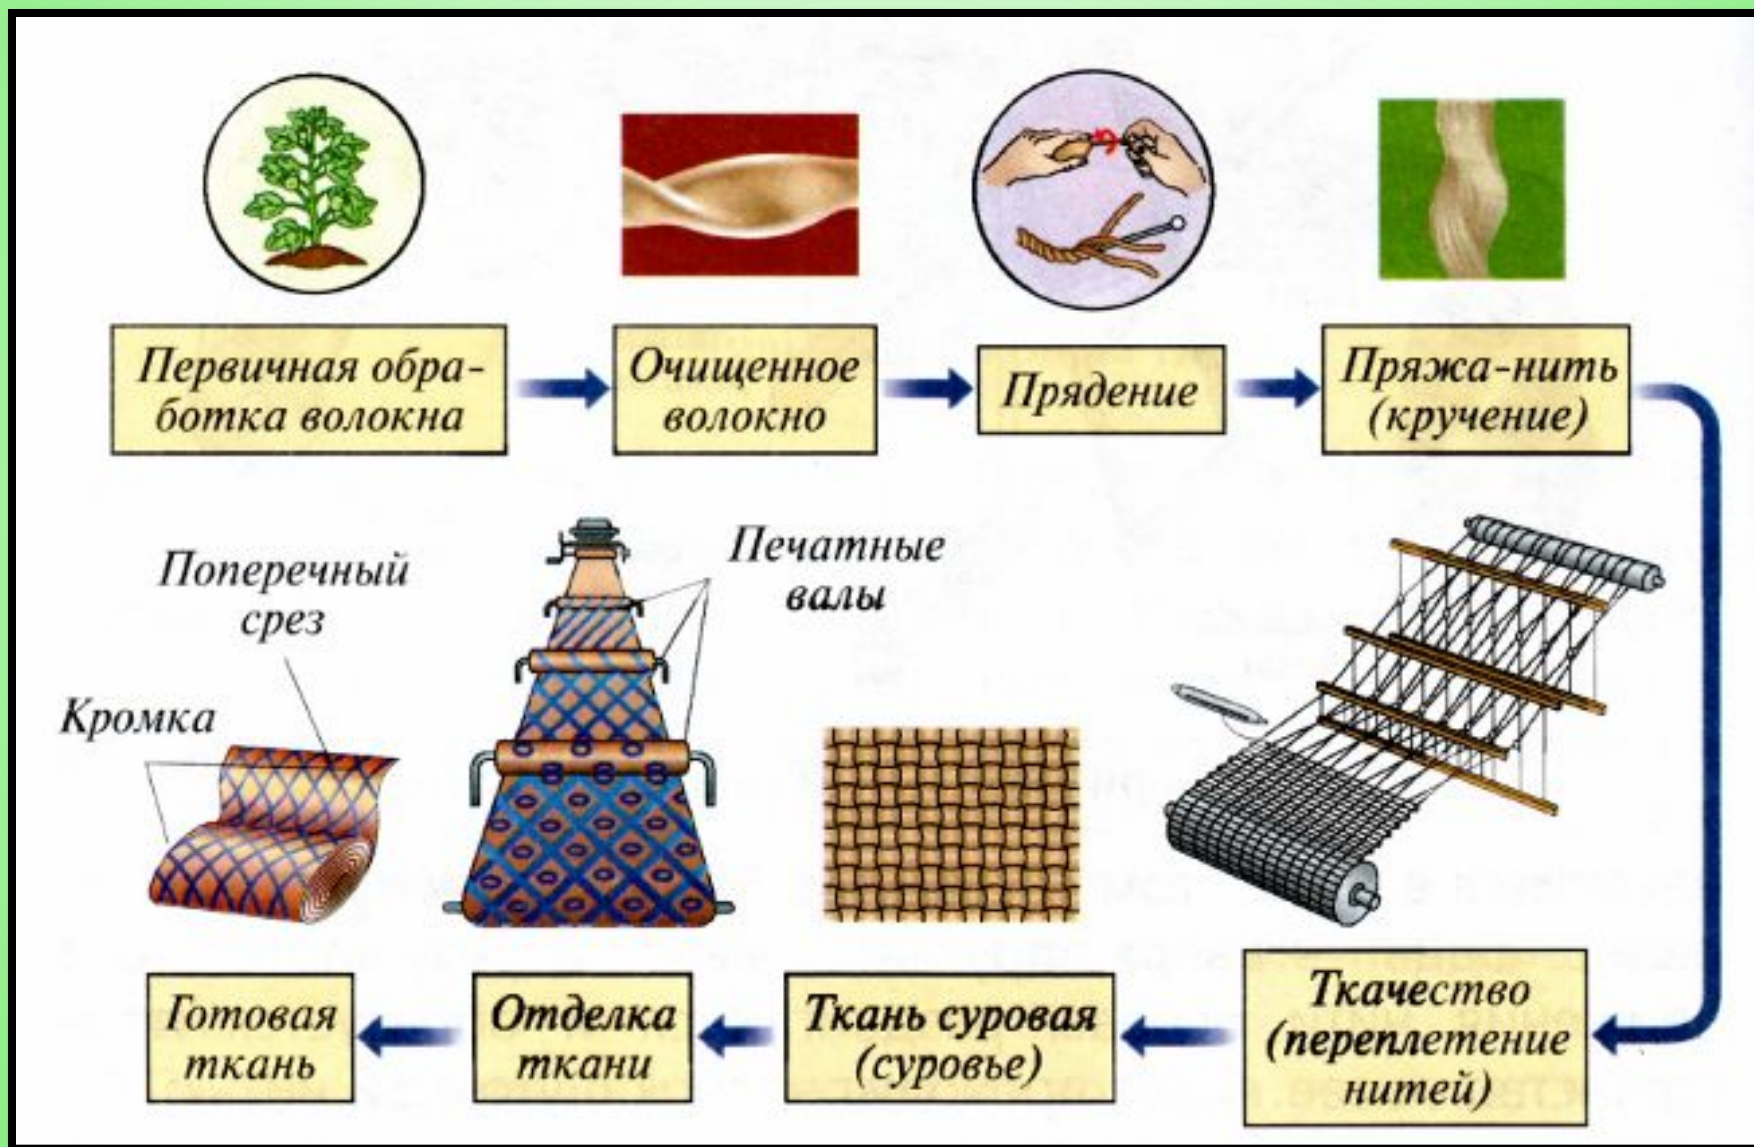 Первичная обра-
ботка волокна
Очищенное
волокно
Прядение
Пряжа-нить
(кручение)
Поперечный
срез
Кромка
Печатные
валы
Готовая
ткань
Отделка
ткани
Ткань суровая
(суровье)
Ткачество
(переплетение
нитей)